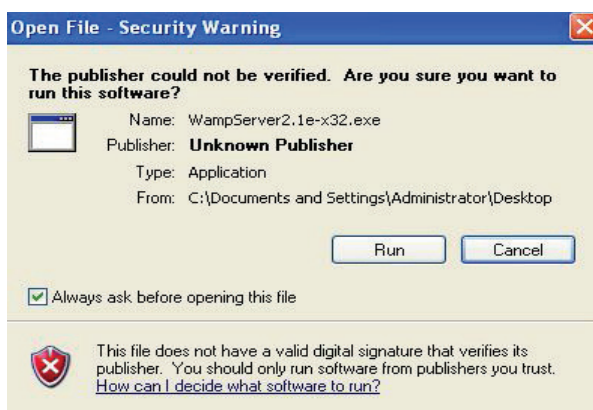 Open File - Security Warning
The publisher could not be verified. Are you sure you want to
run this software?
Name: WampServer2.1e-x32.exe
Publisher: Unknown Publisher
Type: Application
From: C:\Documents and Settings\Administrator\Desktop
Run Cancel
Always ask before opening this file
This file does not have a valid digital signature that verifies its
publisher. You should only run software from publishers you trust.
How can I decide what software to run?